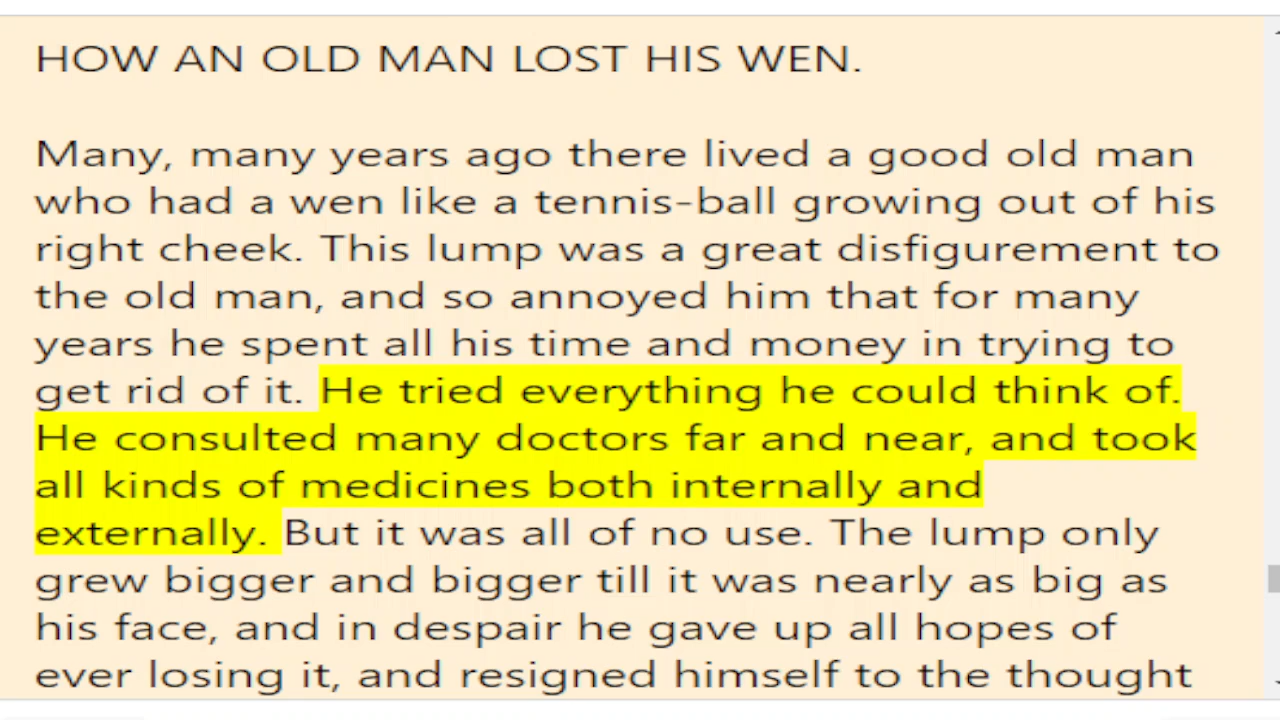 HOW AN OLD MAN LOST HIS WEN.
Many, many years ago there lived a good old man
who had a wen like a tennis-ball growing out of his
right cheek. This lump was a great disfigurement to
the old man, and so annoyed him that for many
years he spent all his time and money in trying to
get rid of it. He tried everything he could think of.
He consulted many doctors far and near, and took
all kinds of medicines both internally and
externally. But it was all of no use. The lump only
grew bigger and bigger till it was nearly as big as
his face, and in despair he gave up all hopes of
ever losing it, and resigned himself to the thought